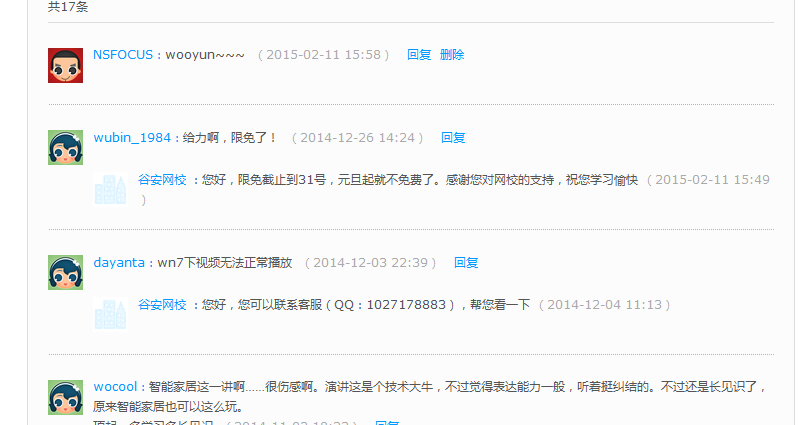 共17条
NSFOCUS：wooyun~~~ （2015-02-11 15:58） 回复 删除
wubin_1984：给力啊，限免了！ （2014-12-26 14:24） 回复
谷安网校 ：您好，限免截止到31号，元旦起就不免费了。感谢您对网校的支持，祝您学习愉快 （2015-02-11 15:49
）
dayanta：wn7下视频无法正常播放 （2014-12-03 22:39） 回复
谷安网校 ：您好，您可以联系客服（QQ：1027178883），帮您看一下 （2014-12-04 11:13）
wocool：智能家居这一讲啊……很伤感啊。演讲这是个技术大牛，不过觉得表达能力一般，听着挺纠结的。不过还是长见识了，
原来智能家居也可以这么玩。